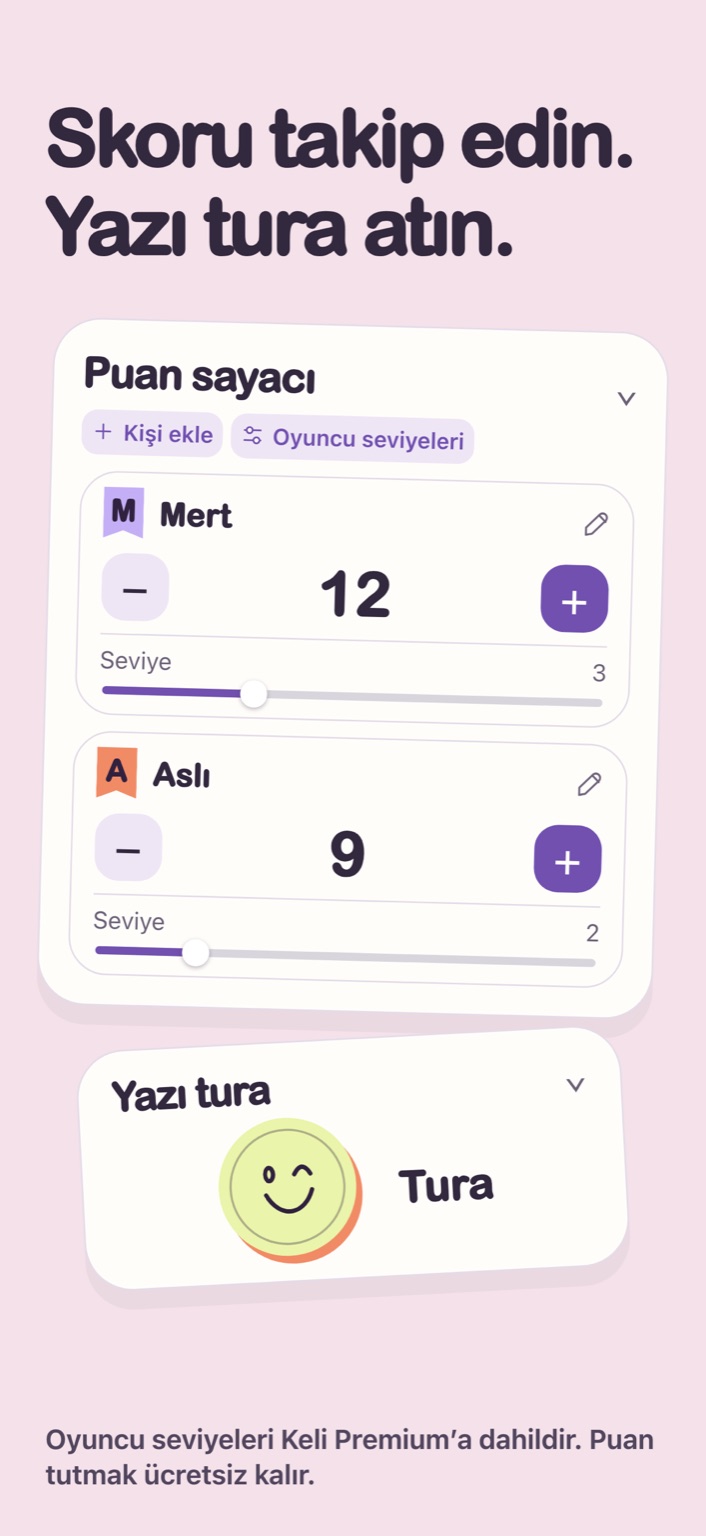 Skoru takip edin.
Yazı tura atın.
Puan sayacı
+ Kişi ekle
Oyuncu seviyeleri
M Mert
− 12 +
Seviye 3
A Aslı
− 9 +
Seviye 2
Yazı tura
Tura
Oyuncu seviyeleri Keli Premium’a dahildir. Puan
tutmak ücretsiz kalır.